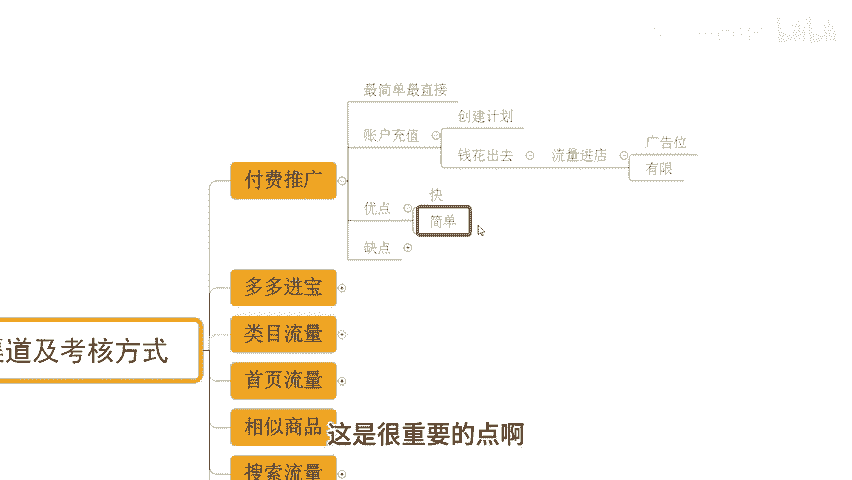 最简单最直接
创建计划
账户充值
广告位
钱花出去
流量进店
有限
付费推广
快
优点
简单
缺点
多多进宝
类目流量
渠道及考核方式
首页流量
相似商品
这是很重要的点啊
搜索流量